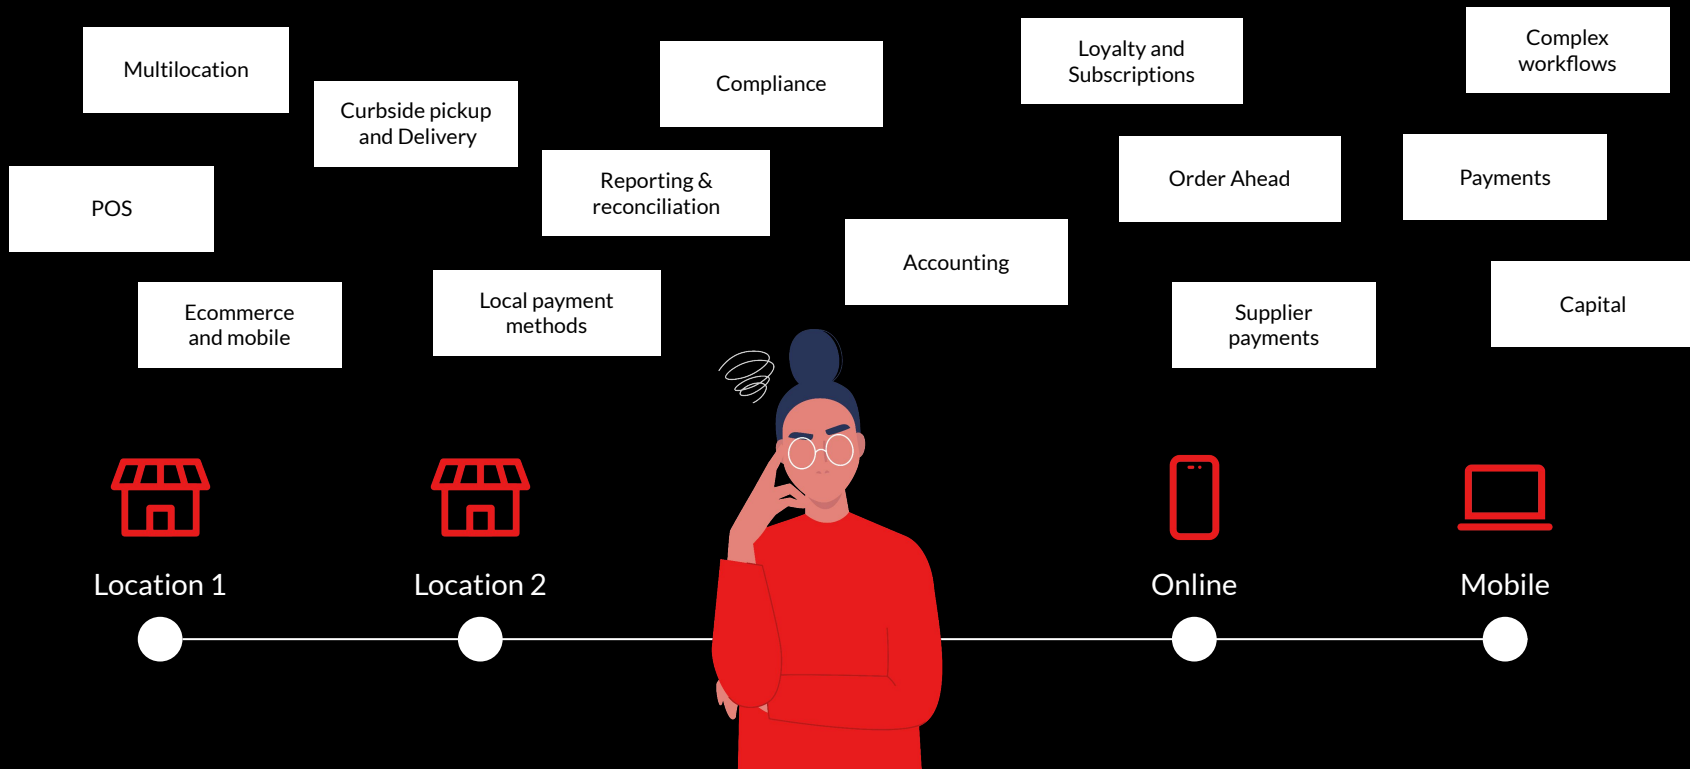 Multilocation
Curbside pickup
and Delivery
Compliance
Loyalty and
Subscriptions
Complex
workflows
POS
Reporting &
reconciliation
Order Ahead
Payments
Accounting
Ecommerce
and mobile
Local payment
methods
Supplier
payments
Capital
Location 1
Location 2
Online
Mobile